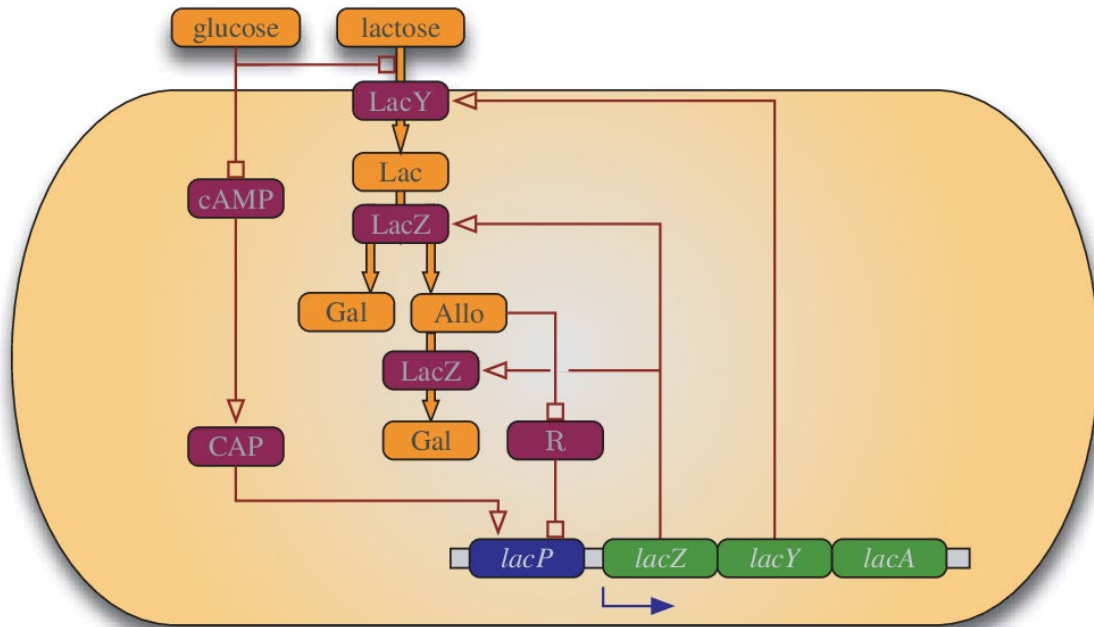 glucose
lactose
LacY
Lac
cAMP
LacZ
Gal
Allo
LacZ
CAP
Gal
R
lacP
lacZ
lacY
lacA